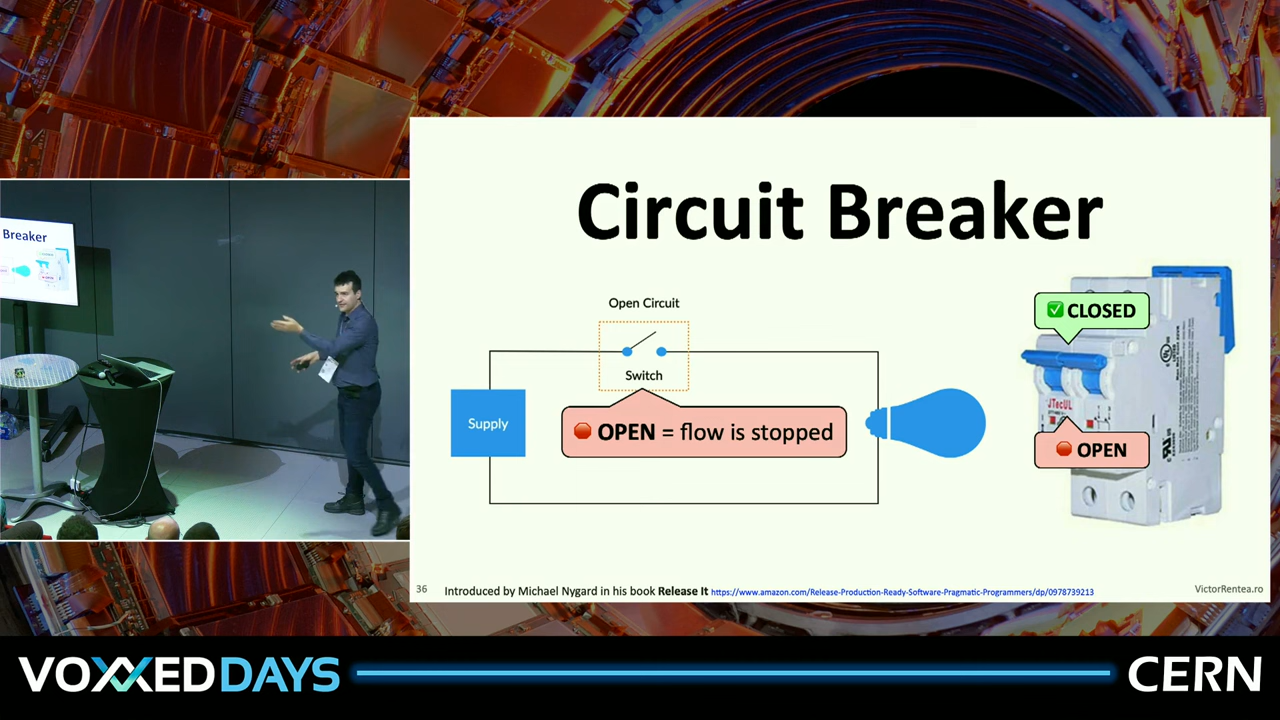 Breaker
Circuit Breaker
Open Circuit
Switch
Supply
OPEN = flow is stopped
CLOSED
JTecUL
OPEN
36
Introduced by Michael Nygard in his book Release It https://www.amazon.com/Release-Production-Ready-Software-Pragmatic-Programmers/dp/0978739213
VictorRentea.ro
VOXXED DAYS
CERN